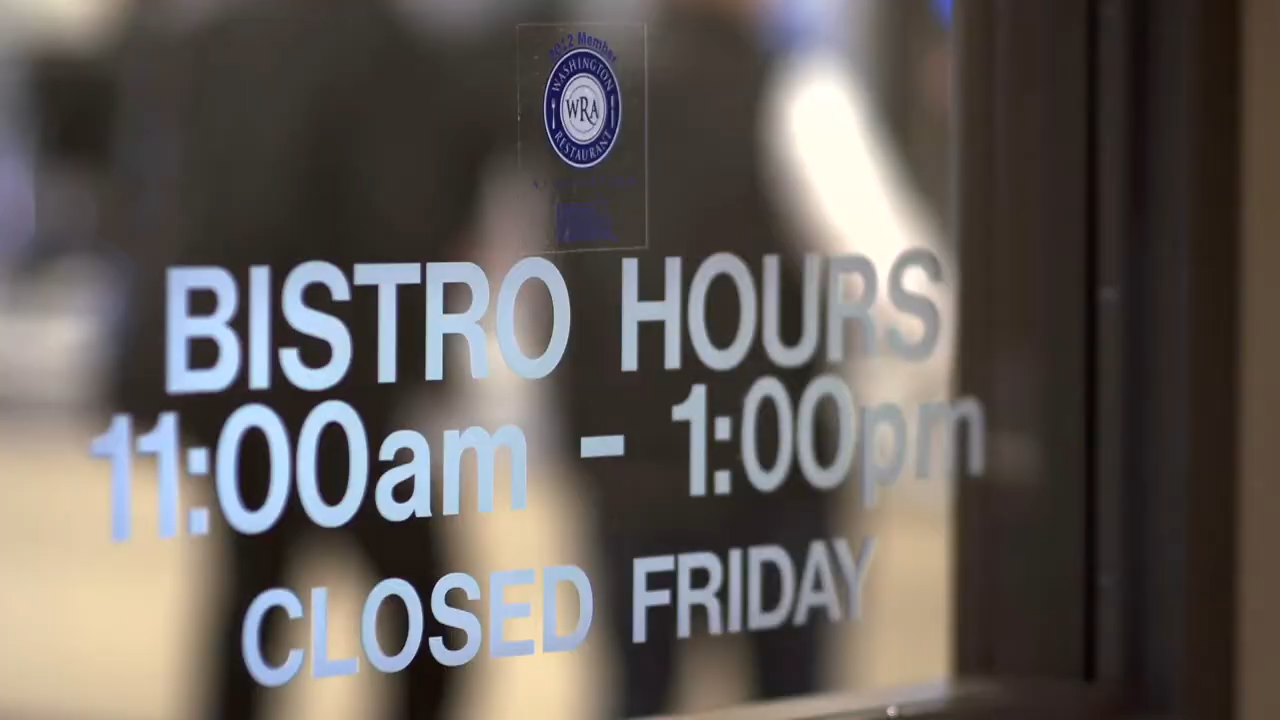 2012 Member
WASHINGTON
WRA
RESTAURANT
BISTRO HOURS
11:00am - 1:00pm
CLOSED FRIDAY